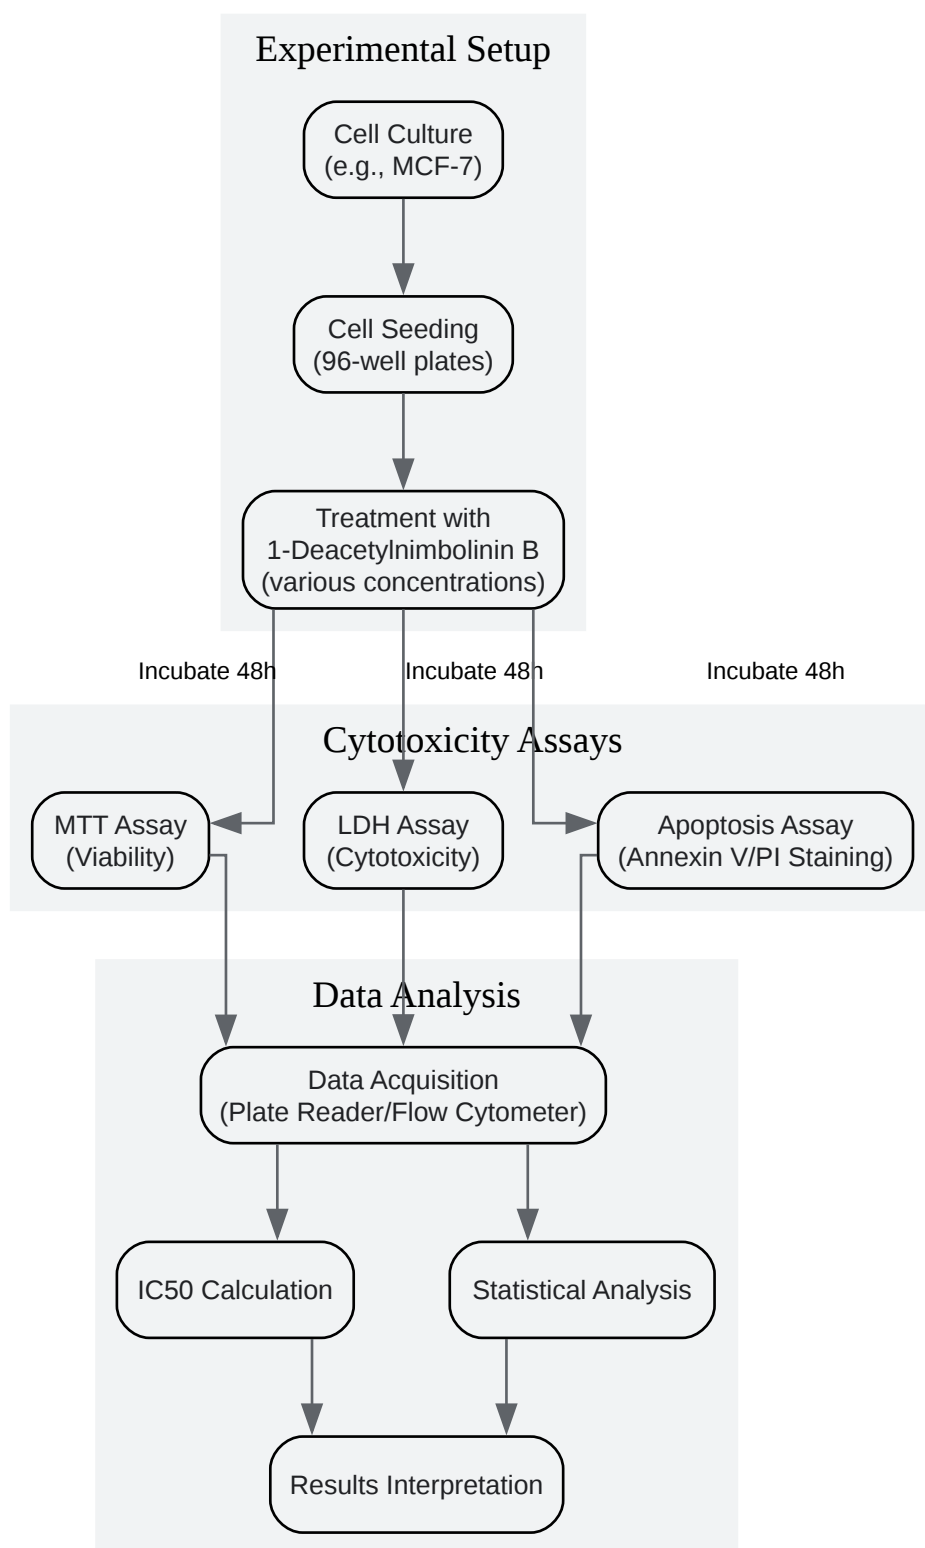 Experimental Setup
Cell Culture
(e.g., MCF-7)
Cell Seeding
(96-well plates)
Treatment with
1-Deacetylnimbolinin B
(various concentrations)
Incubate 48h
Incubate 48h
Incubate 48h
Cytotoxicity Assays
MTT Assay
(Viability)
LDH Assay
(Cytotoxicity)
Apoptosis Assay
(Annexin V/PI Staining)
Data Analysis
Data Acquisition
(Plate Reader/Flow Cytometer)
IC50 Calculation
Statistical Analysis
Results Interpretation